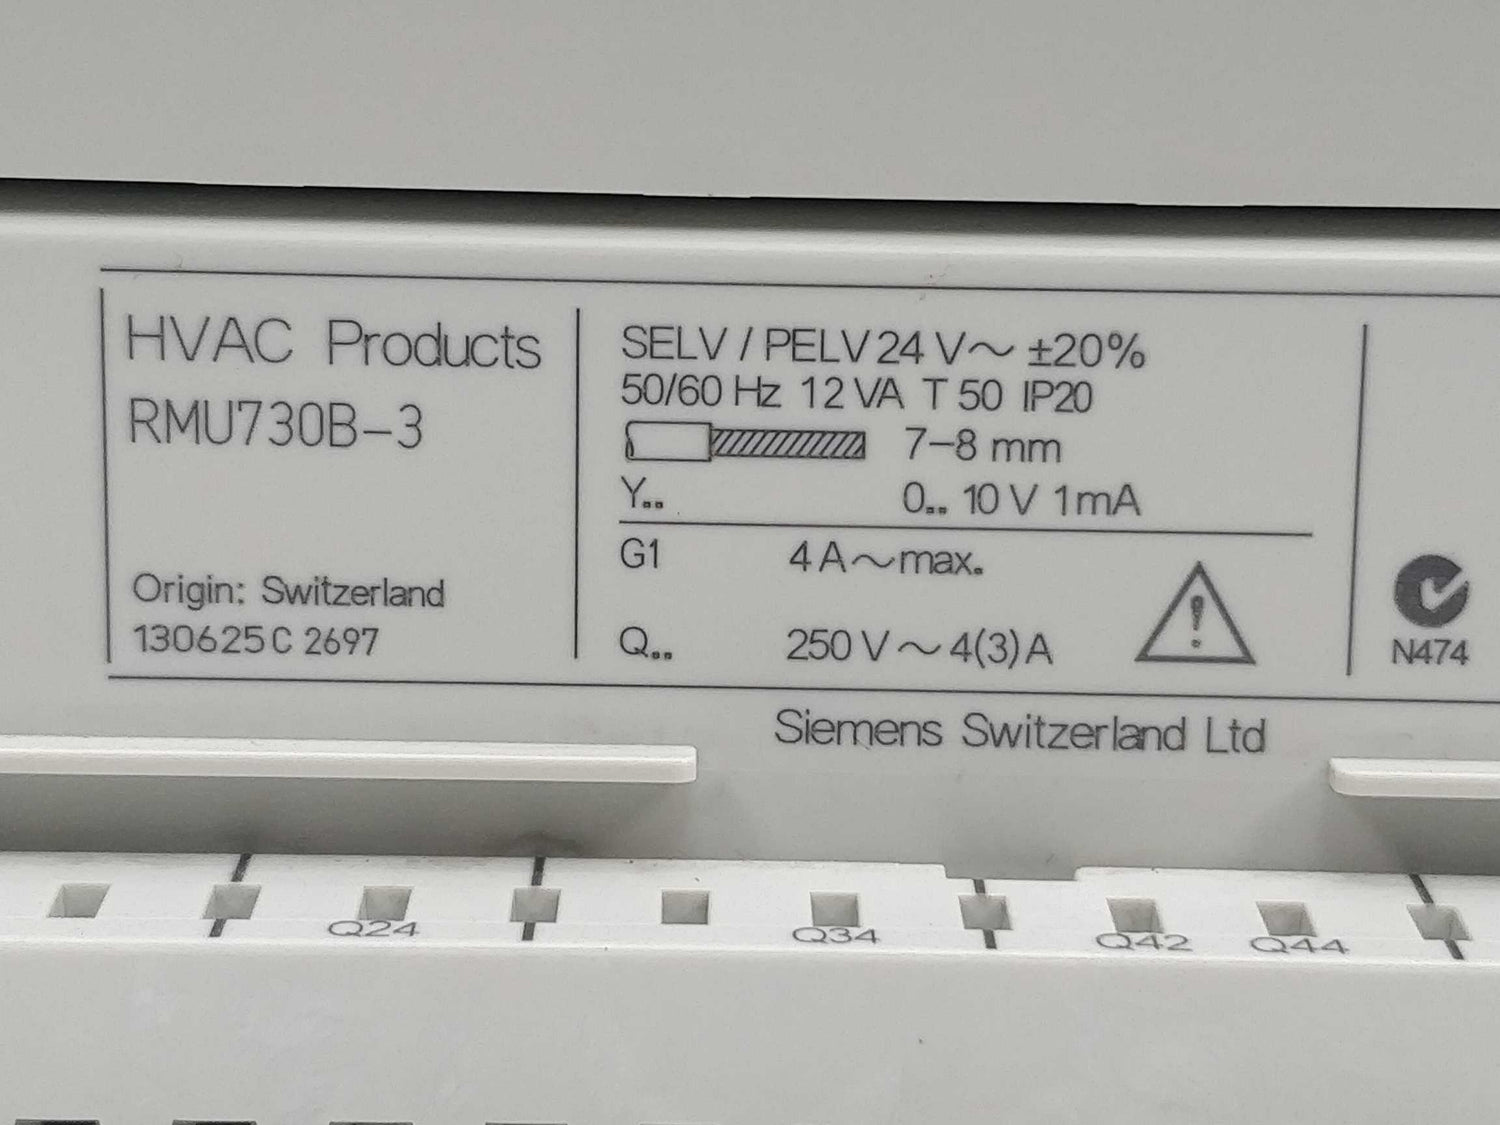 HVAC Products
RMU730B-3
Origin: Switzerland
130625C 2697
SELV / PELV 24 V~ ±20%
50/60 Hz 12 VA T 50 IP20
7-8 mm
Y.. 0.. 10 V 1mA
G1 4 A~max.
Q.. 250 V~4(3)A
N474
Siemens Switzerland Ltd
Q24 Q34 Q42 Q44